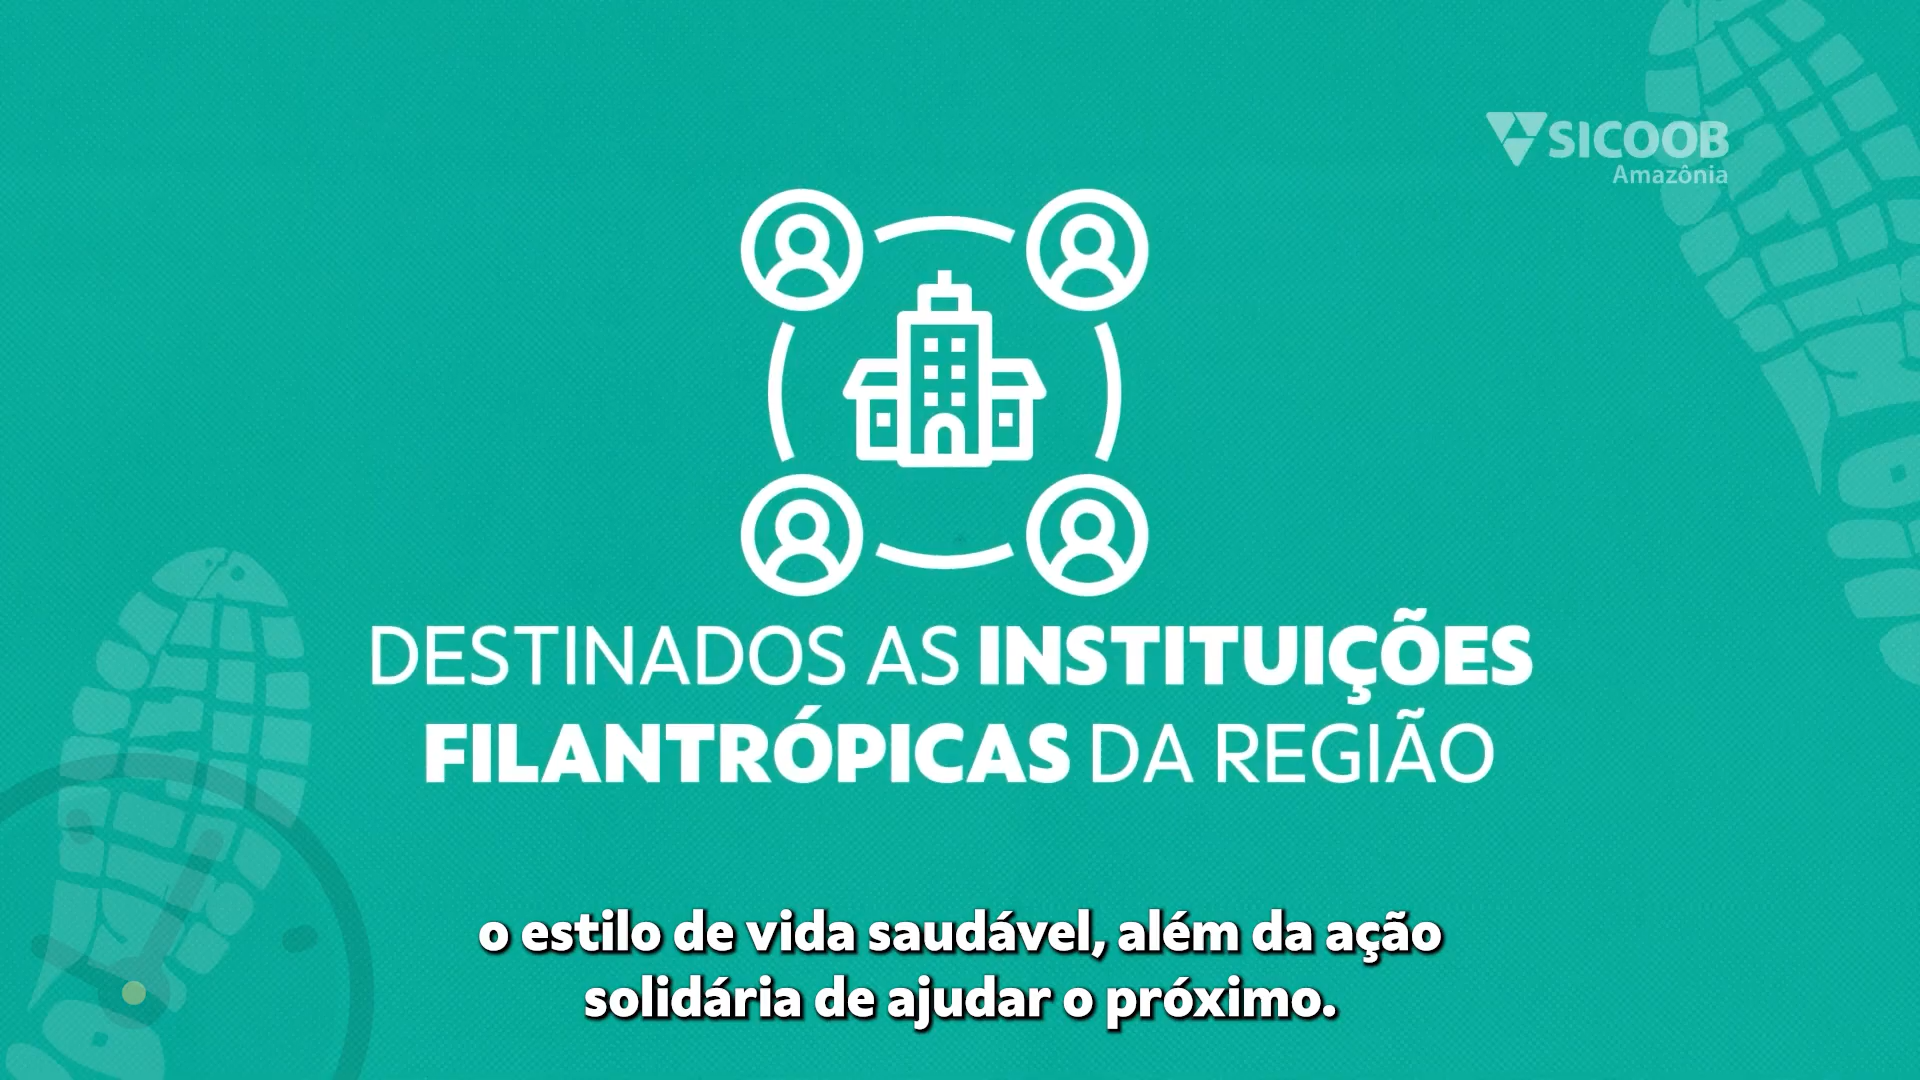 SICOOB
Amazônia
DESTINADOS AS INSTITUIÇÕES
FILANTRÓPICAS DA REGIÃO
o estilo de vida saudável, além da ação
solidária de ajudar o próximo.